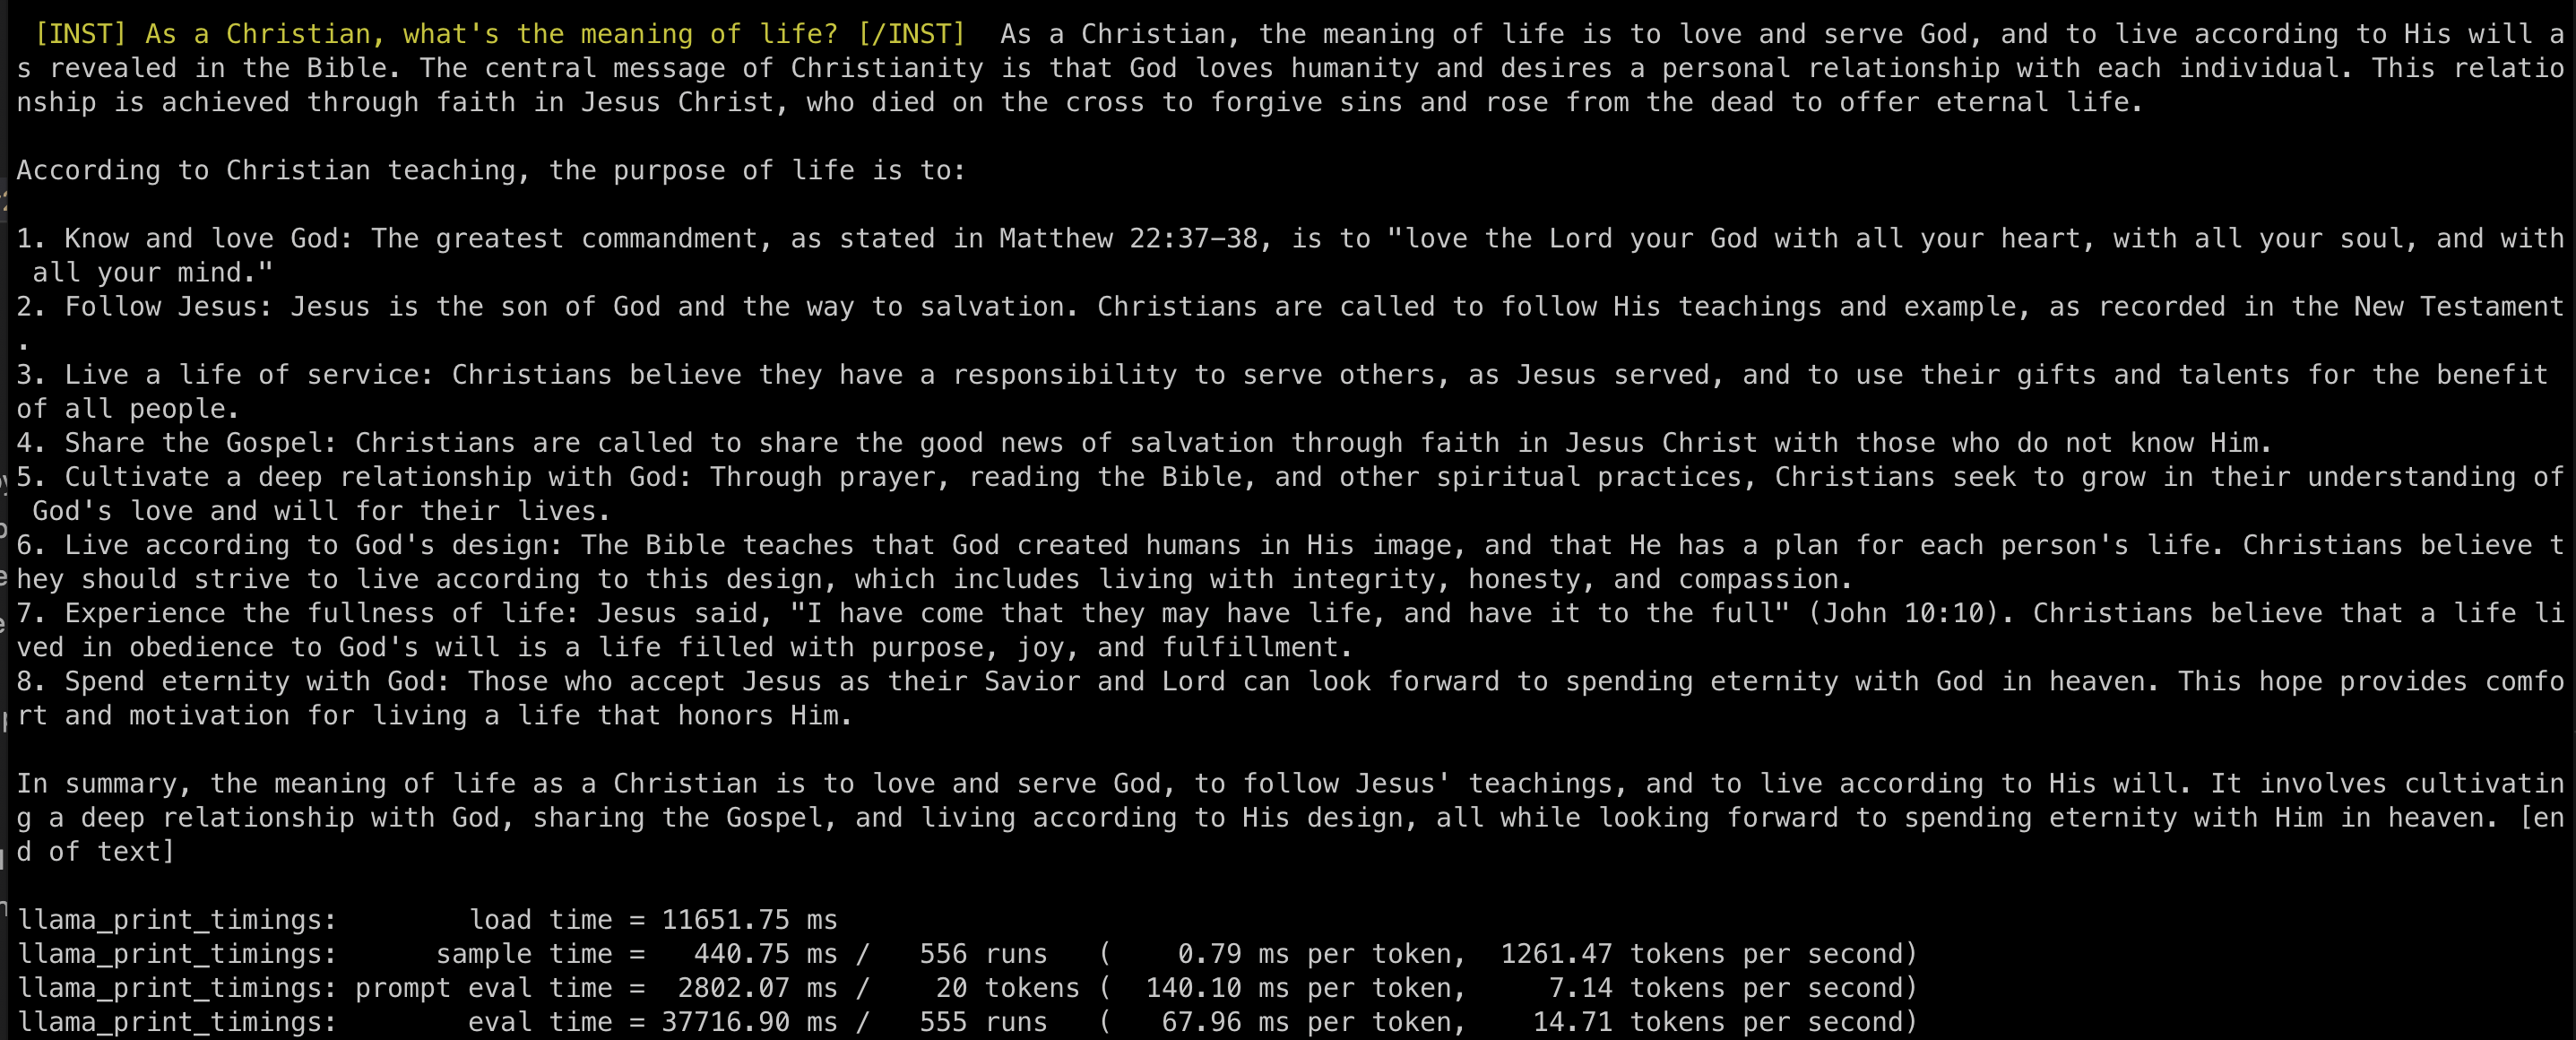 [INST] As a Christian, what's the meaning of life? [/INST]  As a Christian, the meaning of life is to love and serve God, and to live according to His will a
s revealed in the Bible. The central message of Christianity is that God loves humanity and desires a personal relationship with each individual. This relatio
nship is achieved through faith in Jesus Christ, who died on the cross to forgive sins and rose from the dead to offer eternal life.

According to Christian teaching, the purpose of life is to:

1. Know and love God: The greatest commandment, as stated in Matthew 22:37–38, is to "love the Lord your God with all your heart, with all your soul, and with
 all your mind."
2. Follow Jesus: Jesus is the son of God and the way to salvation. Christians are called to follow His teachings and example, as recorded in the New Testament
.
3. Live a life of service: Christians believe they have a responsibility to serve others, as Jesus served, and to use their gifts and talents for the benefit
of all people.
4. Share the Gospel: Christians are called to share the good news of salvation through faith in Jesus Christ with those who do not know Him.
5. Cultivate a deep relationship with God: Through prayer, reading the Bible, and other spiritual practices, Christians seek to grow in their understanding of
 God's love and will for their lives.
6. Live according to God's design: The Bible teaches that God created humans in His image, and that He has a plan for each person's life. Christians believe t
hey should strive to live according to this design, which includes living with integrity, honesty, and compassion.
7. Experience the fullness of life: Jesus said, "I have come that they may have life, and have it to the full" (John 10:10). Christians believe that a life li
ved in obedience to God's will is a life filled with purpose, joy, and fulfillment.
8. Spend eternity with God: Those who accept Jesus as their Savior and Lord can look forward to spending eternity with God in heaven. This hope provides comfo
rt and motivation for living a life that honors Him.

In summary, the meaning of life as a Christian is to love and serve God, to follow Jesus' teachings, and to live according to His will. It involves cultivatin
g a deep relationship with God, sharing the Gospel, and living according to His design, all while looking forward to spending eternity with Him in heaven. [en
d of text]

llama_print_timings:        load time = 11651.75 ms
llama_print_timings:      sample time =   440.75 ms /   556 runs   (    0.79 ms per token,  1261.47 tokens per second)
llama_print_timings: prompt eval time =  2802.07 ms /    20 tokens (  140.10 ms per token,     7.14 tokens per second)
llama_print_timings:        eval time = 37716.90 ms /   555 runs   (   67.96 ms per token,    14.71 tokens per second)